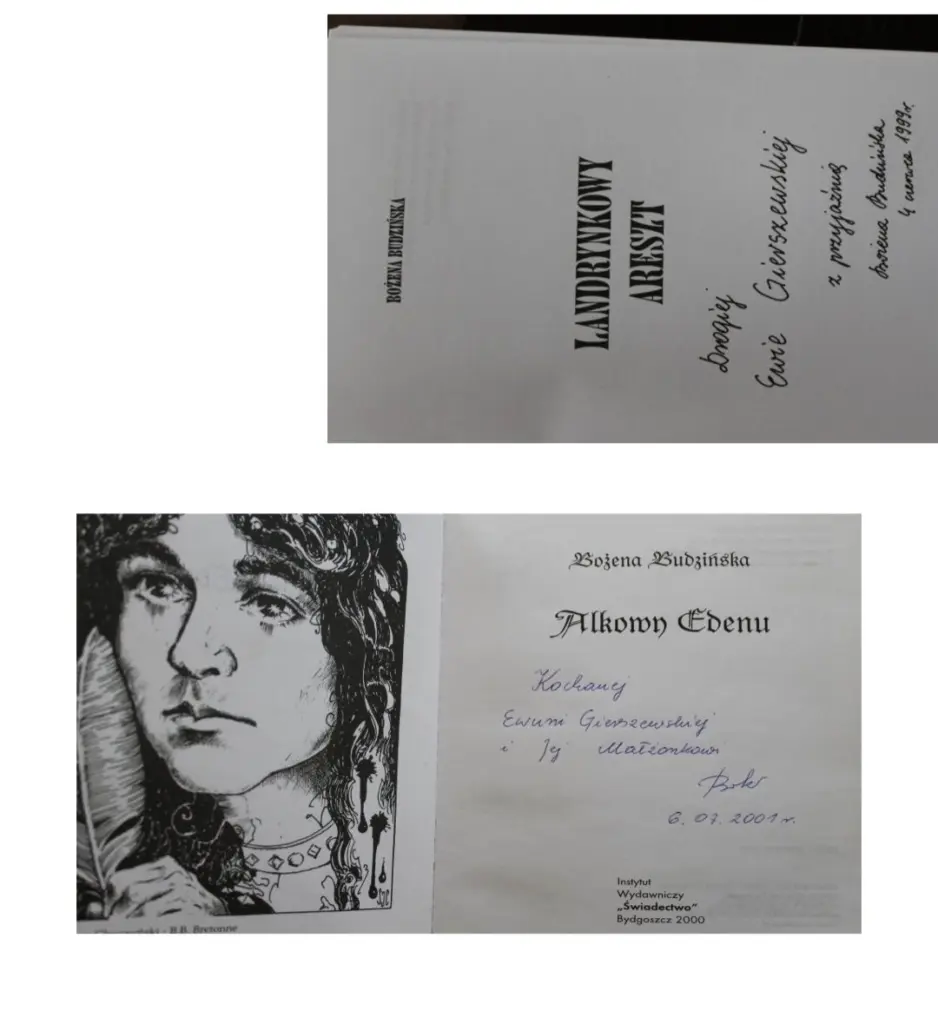 BOŻENA BUDZIŃSKA
LANDRYNKOWY
ARESZT
Drogiej
Ewie Gierszewskiej
z przyjaźnią
Bożena Budzińska
4 czerwca 1999r.
Bożena Budzińska
Alkowy Edenu
Kochanej
Ewuni Gierszewskiej
i Jej Małżonkowi
6.07.2001 r.
Instytut
Wydawniczy
„Świadectwo”
Bydgoszcz 2000
B.B. Bretonne